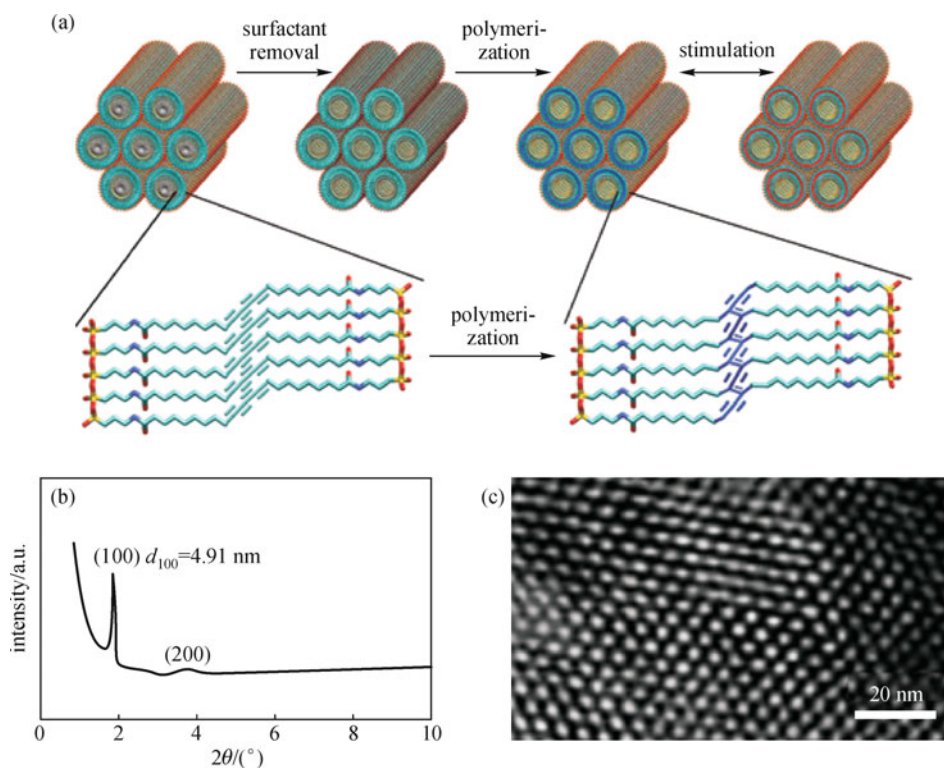 (a)
surfactant
removal
polymeri-
zation
stimulation
polymeri-
zation
(b)
(100) d₁₀₀=4.91 nm
(200)
intensity/a.u.
0 2 4 6 8 10
2θ/(°)
(c)
20 nm